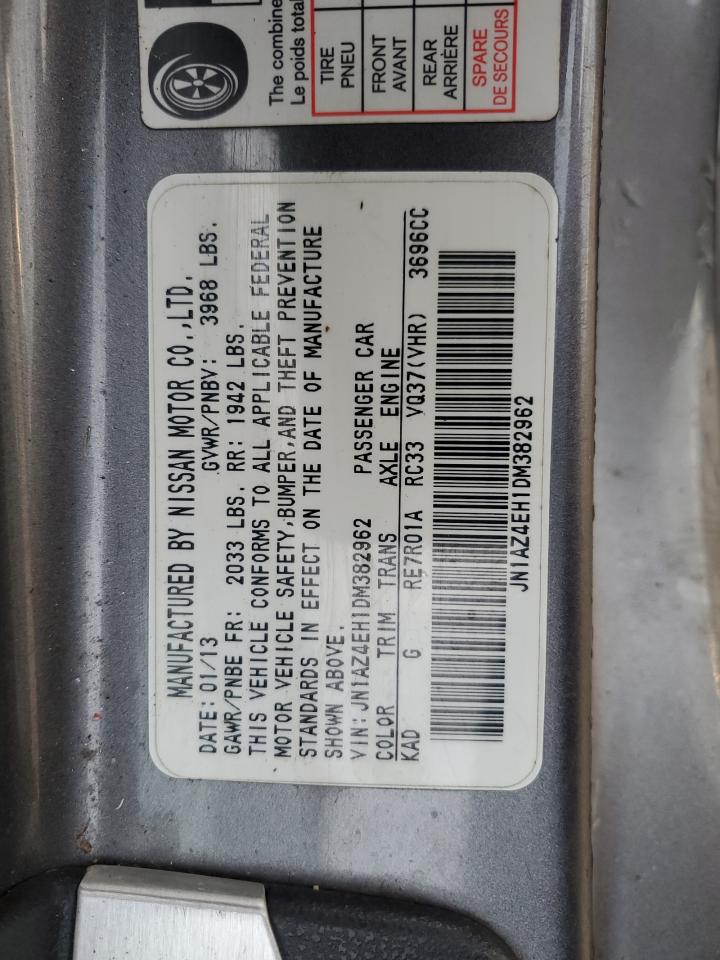 The combine
Le poids total
TIRE
PNEU
FRONT
AVANT
REAR
ARRIÈRE
SPARE
DE SECOURS
MANUFACTURED BY NISSAN MOTOR CO.,LTD.
DATE: 01/13 GVWR/PNBV: 3968 LBS.
GAWR/PNBE FR: 2033 LBS. RR: 1942 LBS.
THIS VEHICLE CONFORMS TO ALL APPLICABLE FEDERAL
MOTOR VEHICLE SAFETY,BUMPER,AND THEFT PREVENTION
STANDARDS IN EFFECT ON THE DATE OF MANUFACTURE
SHOWN ABOVE.
VIN: JN1AZ4EH1DM382962 PASSENGER CAR
COLOR TRIM TRANS AXLE ENGINE
KAD G RE7R01A RC33 VQ37(VHR) 3696CC
JN1AZ4EH1DM382962